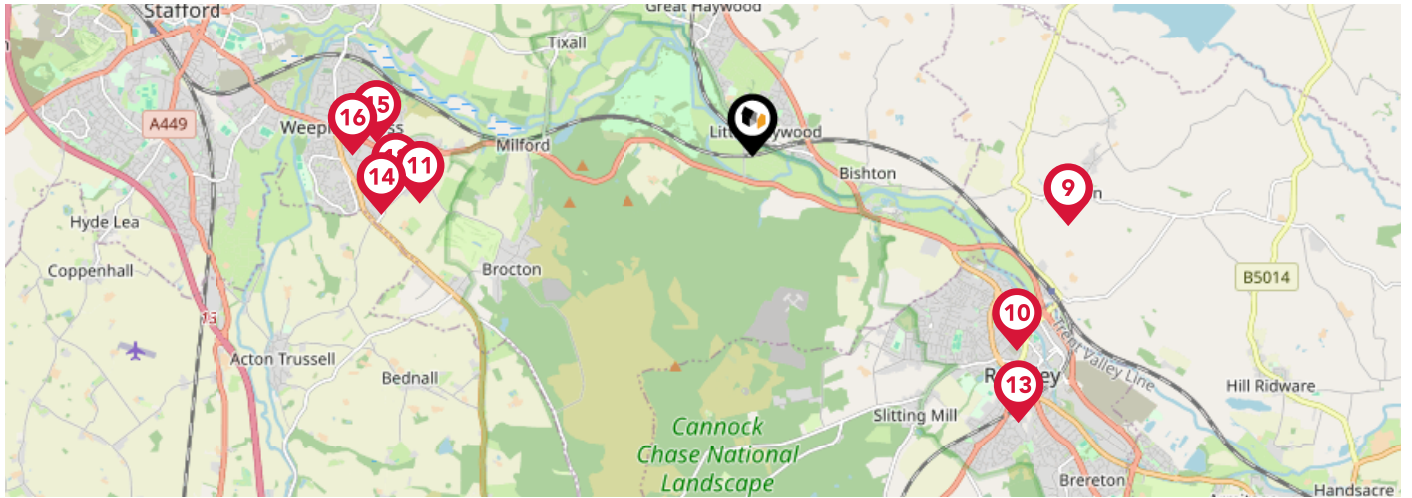 Stafford
Great Haywood
Tixall
15
16
A449
Milford
Bishton
11
14
9
Hyde Lea
Coppenhall
Brocton
B5014
10
Trent Valley Line
Acton Trussell
Bednall
13
Hill Ridware
Slitting Mill
Cannock
Chase National
Landscape
Brereton
Handsacre